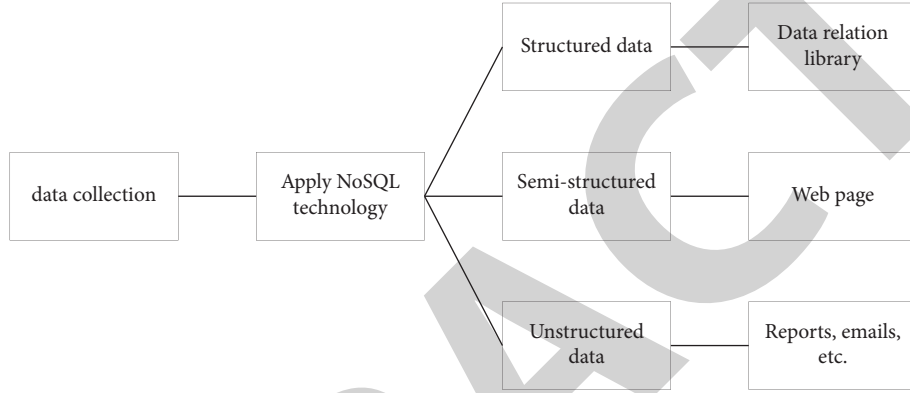 data collection
Apply NoSQL
technology
Structured data
Data relation
library
Semi-structured
data
Web page
Unstructured
data
Reports, emails,
etc.